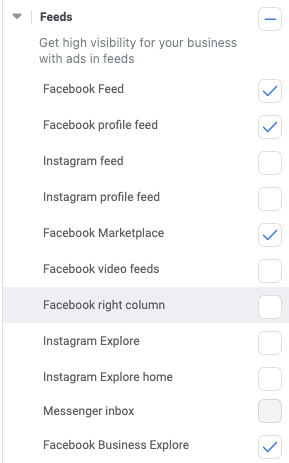 Feeds
Get high visibility for your business
with ads in feeds
Facebook Feed
Facebook profile feed
Instagram feed
Instagram profile feed
Facebook Marketplace
Facebook video feeds
Facebook right column
Instagram Explore
Instagram Explore home
Messenger inbox
Facebook Business Explore